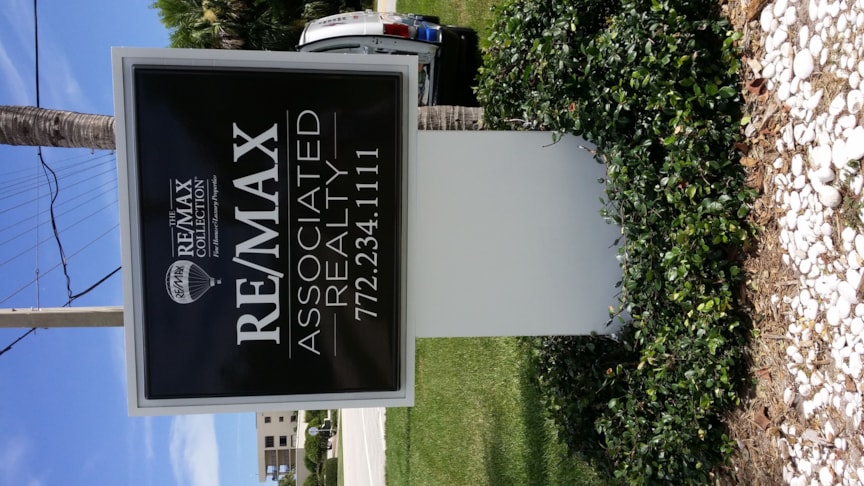 RE/MAX
THE
RE/MAX
COLLECTION
Fine Homes & Luxury Properties
RE/MAX
ASSOCIATED
REALTY
772.234.1111